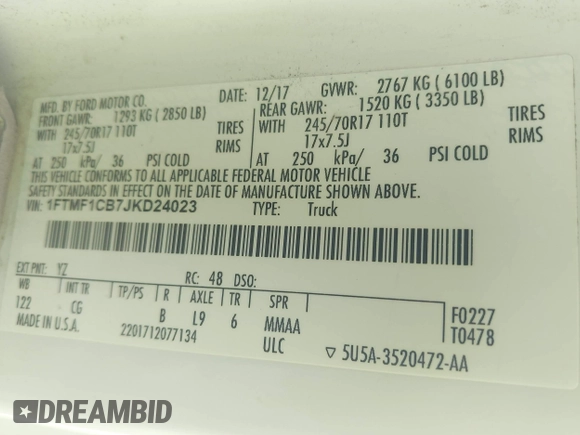 MFD. BY FORD MOTOR CO.
DATE: 12/17
GVWR: 2767 KG ( 6100 LB)
FRONT GAWR: 1293 KG ( 2850 LB)
REAR GAWR: 1520 KG ( 3350 LB)
WITH 245/70R17 110T TIRES
WITH 245/70R17 110T TIRES
17x7.5J RIMS
17x7.5J RIMS
AT 250 kPa/ 36 PSI COLD
AT 250 kPa/ 36 PSI COLD
THIS VEHICLE CONFORMS TO ALL APPLICABLE FEDERAL MOTOR VEHICLE
SAFETY STANDARDS IN EFFECT ON THE DATE OF MANUFACTURE SHOWN ABOVE.
VIN: 1FTMF1CB7JKD24023
TYPE: Truck
EXT PNT: YZ
RC: 48 DSO:
WB INT TR TP/PS R AXLE TR SPR
122 CG B L9 6 MMAA
F0227
T0478
MADE IN U.S.A.
2201712077134
ULC
▽ 5U5A-3520472-AA
DREAMBID